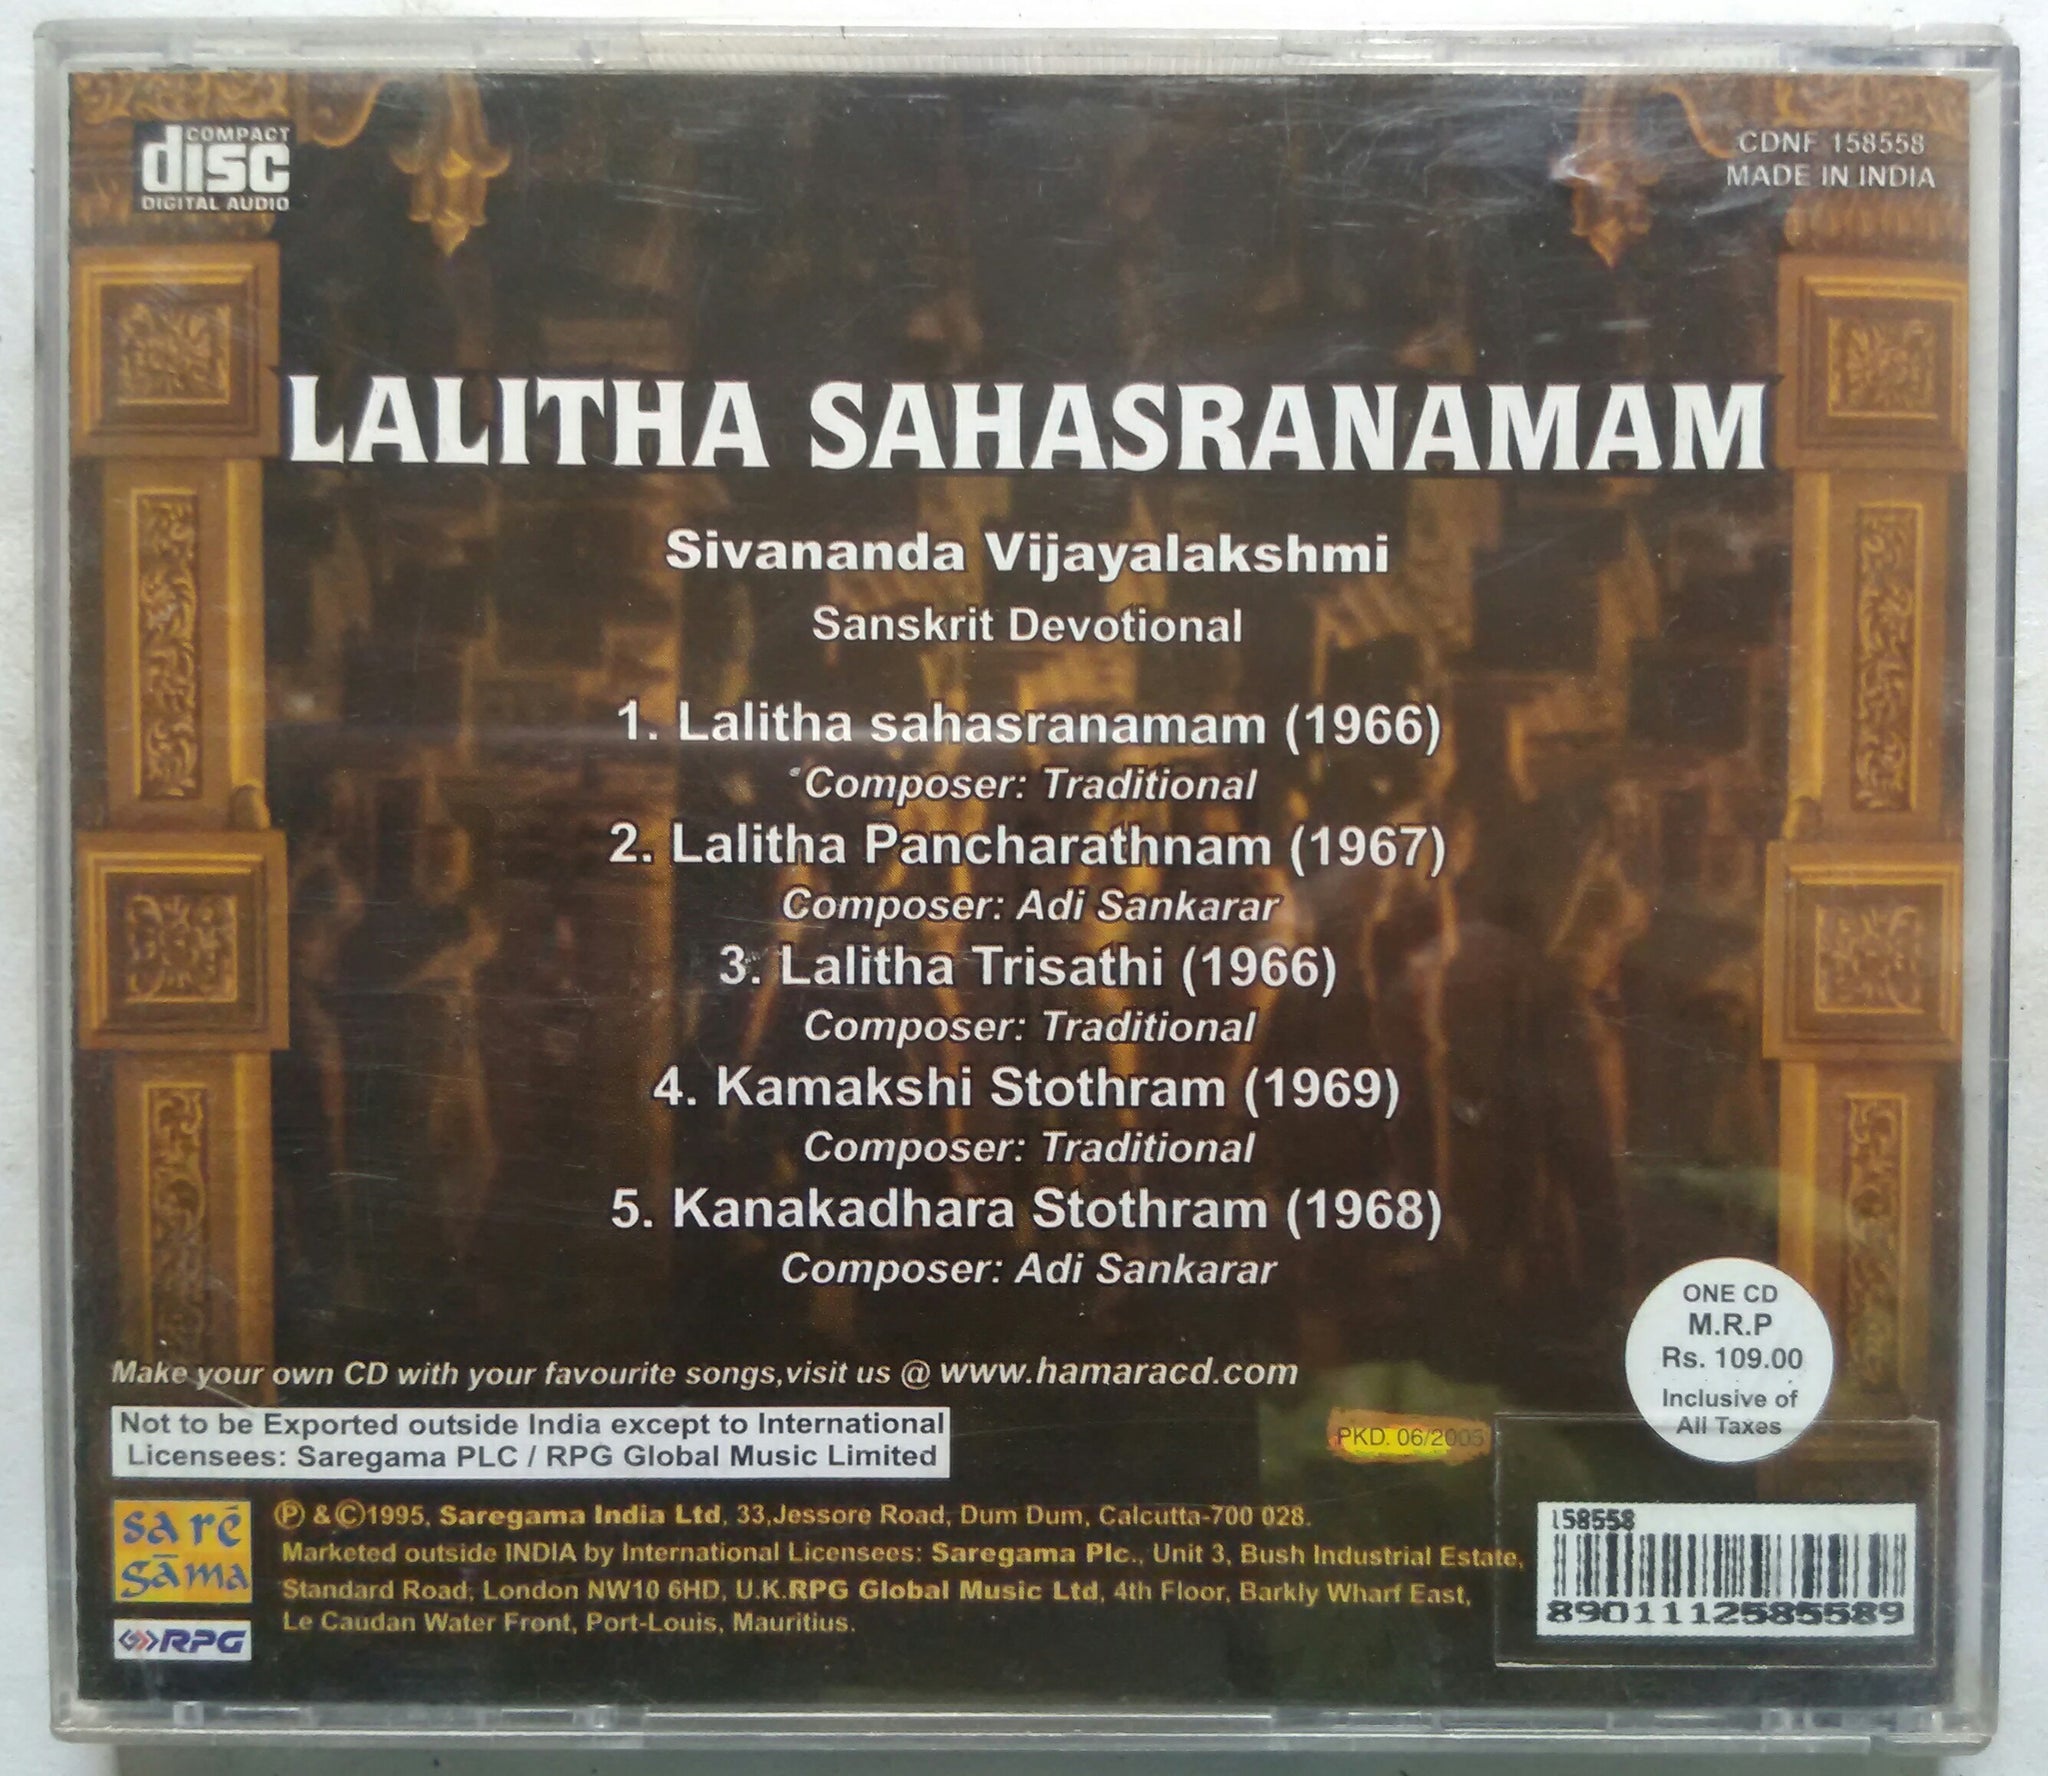 COMPACT
disc
DIGITAL AUDIO
CDNF 158558
MADE IN INDIA
LALITHA SAHASRANAMAM
Sivananda Vijayalakshmi
Sanskrit Devotional
1. Lalitha sahasranamam (1966)
Composer: Traditional
2. Lalitha Pancharathnam (1967)
Composer: Adi Sankarar
3. Lalitha Trisathi (1966)
Composer: Traditional
4. Kamakshi Stothram (1969)
Composer: Traditional
5. Kanakadhara Stothram (1968)
Composer: Adi Sankarar
ONE CD
M.R.P
Rs. 109.00
Inclusive of
All Taxes
Make your own CD with your favourite songs,visit us @ www.hamaracd.com
Not to be Exported outside India except to International
Licensees: Saregama PLC / RPG Global Music Limited
PKD. 06/2005
sa rē
gāma
RPG
Ⓟ & ©1995, Saregama India Ltd, 33,Jessore Road, Dum Dum, Calcutta-700 028.
Marketed outside INDIA by International Licensees: Saregama Plc., Unit 3, Bush Industrial Estate,
Standard Road, London NW10 6HD, U.K.RPG Global Music Ltd, 4th Floor, Barkly Wharf East,
Le Caudan Water Front, Port-Louis, Mauritius.
158558
8901112585589